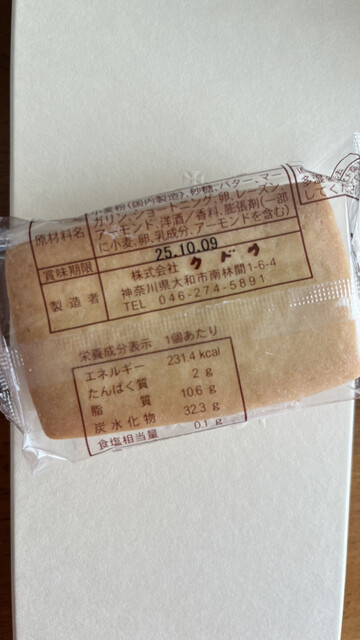 原材料名
小麦粉(国内製造)、砂糖、バター、マー
ガリン、ショートニング、卵、レーズン、
アーモンド、洋酒/香料、膨張剤(一部
に小麦、卵、乳成分、アーモンドを含む)
賞味期限 25.10.09
製造者 株式会社 クドウ
神奈川県大和市南林間1-6-4
TEL 046-274-5891
栄養成分表示 1個あたり
エネルギー 231.4 kcal
たんぱく質 2 g
脂質 10.6 g
炭水化物 32.3 g
食塩相当量 0.1 g
してくだ